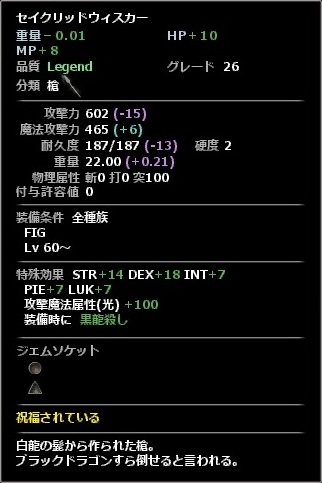 セイクリッドウィスカー
重量－0.01 HP＋10
MP＋8
品質 Legend グレード 26
分類 槍
攻撃力 602 (-15)
魔法攻撃力 465 (+6)
耐久度 187/187 (-13) 硬度 2
重量 22.00 (+0.21)
物理属性 斬0 打0 突100
付与許容値 0
装備条件 全種族
FIG
Lv 60～
特殊効果 STR+14 DEX+18 INT+7
PIE+7 LUK+7
攻撃魔法属性(光) +100
装備時に 黒龍殺し
ジェムソケット
祝福されている
白龍の髭から作られた槍。
ブラックドラゴンすら倒せると言われる。